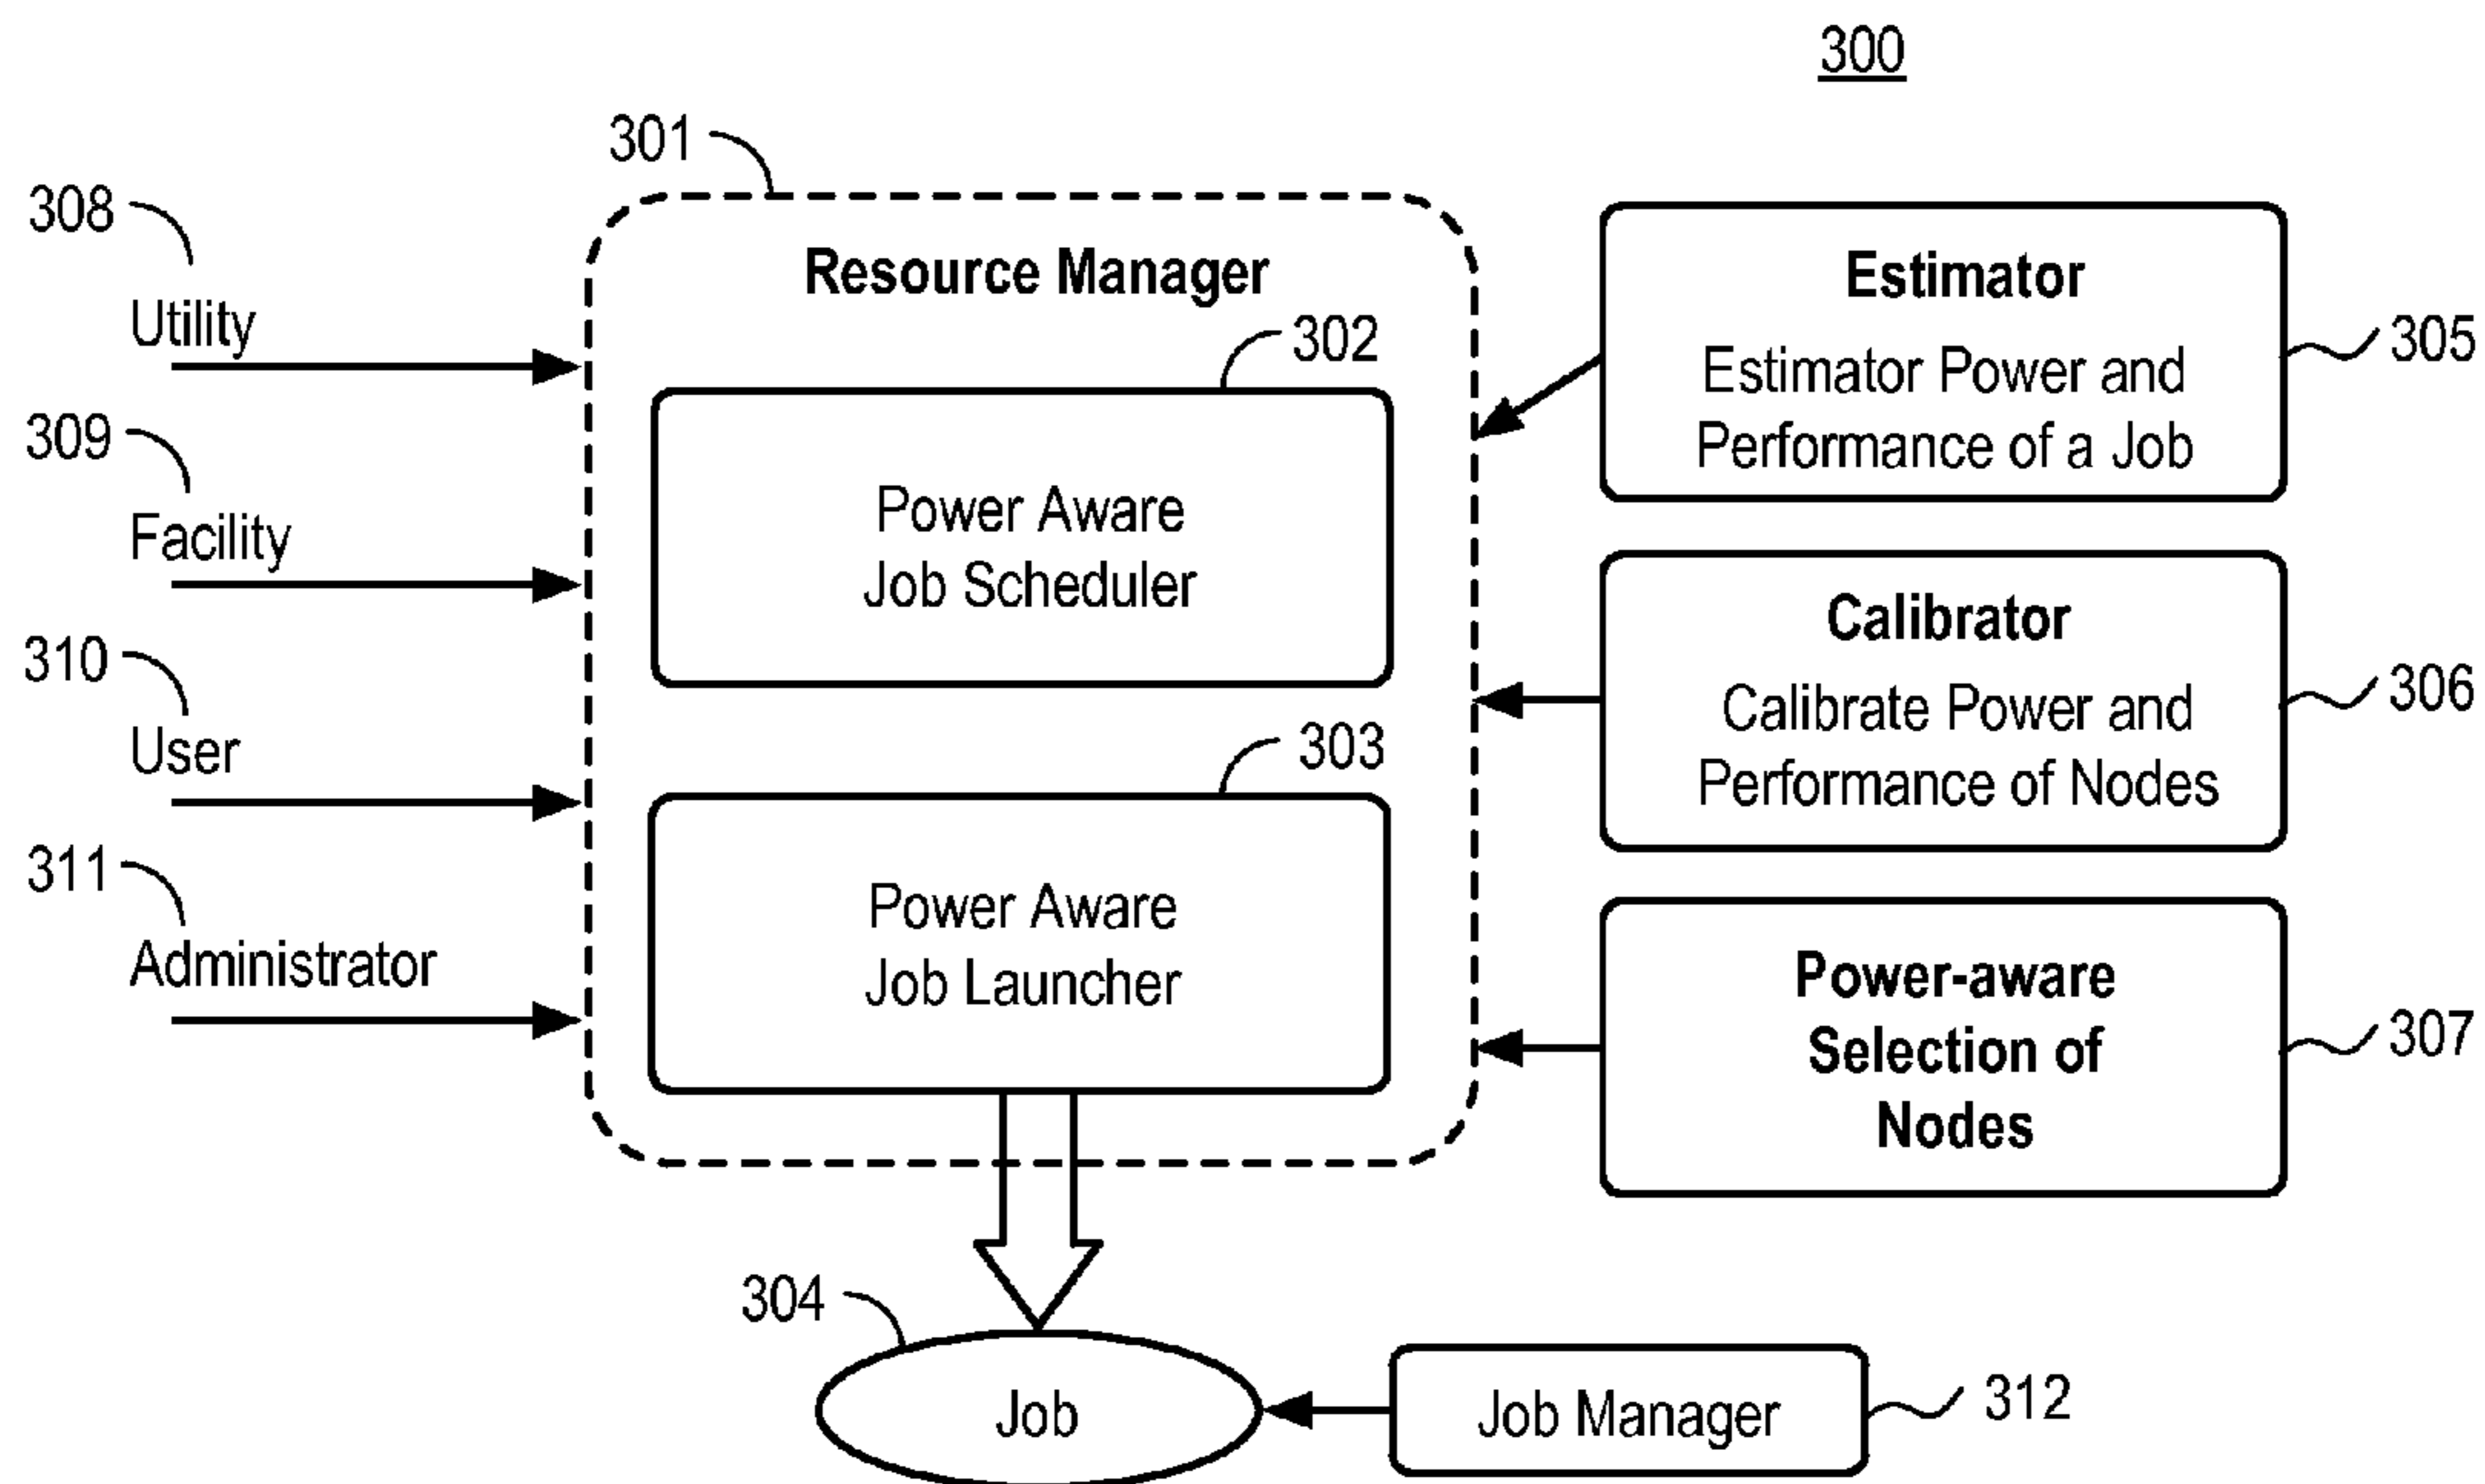 300
301
308
Utility
309
Facility
310
User
311
Administrator
Resource Manager
302
Power Aware
Job Scheduler
303
Power Aware
Job Launcher
Estimator
Estimator Power and
Performance of a Job
305
Calibrator
Calibrate Power and
Performance of Nodes
306
Power-aware
Selection of
Nodes
307
304
Job
Job Manager
312